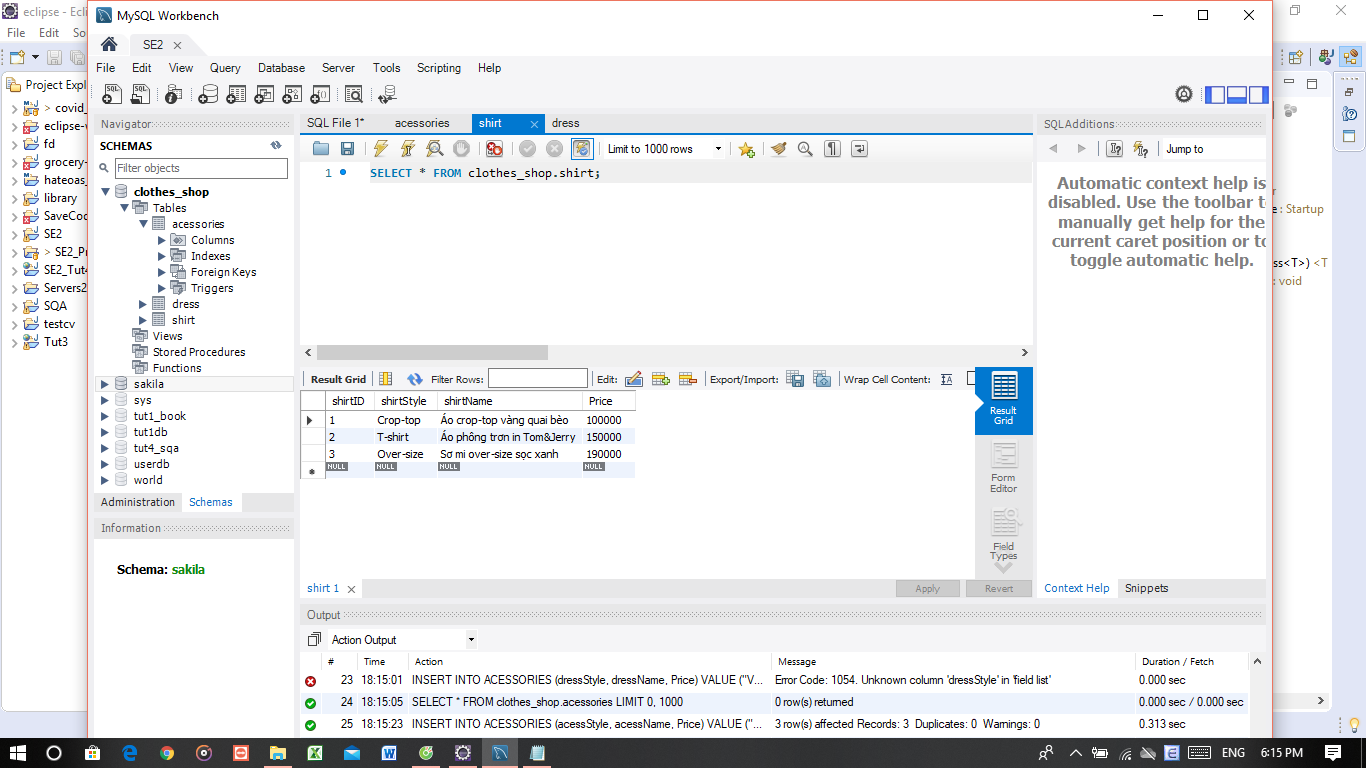 eclipse - Ecli
MySQL Workbench
File Edit So
SE2
File Edit View Query Database Server Tools Scripting Help
Project Expl
covid_
eclipse-
fd
grocery-
hateoas_
library
SaveCoo
SE2
SE2_Pr
SE2_Tut4
Servers2
SQA
testcv
Tut3
Navigator
SCHEMAS
Filter objects
clothes_shop
Tables
acessories
Columns
Indexes
Foreign Keys
Triggers
dress
shirt
Views
Stored Procedures
Functions
sakila
sys
tut1_book
tut1db
tut4_sqa
userdb
world
Administration Schemas
Information
Schema: sakila
SQL File 1* acessories shirt dress
Limit to 1000 rows
1 SELECT * FROM clothes_shop.shirt;
Result Grid Filter Rows: Edit: Export/Import: Wrap Cell Content:
shirtID shirtStyle shirtName Price
1 Crop-top Áo crop-top vàng quai bèo 100000
2 T-shirt Áo phông trơn in Tom&Jerry 150000
3 Over-size Sơ mi over-size sọc xanh 190000
NULL NULL NULL NULL
Result
Grid
Form
Editor
Field
Types
shirt 1 Apply Revert
SQLAdditions
Jump to
Automatic context help is
disabled. Use the toolbar t
manually get help for the
current caret position or to
toggle automatic help.
Context Help Snippets
: Startup
ss<T>) <T
: void
Output
Action Output
# Time Action Message Duration / Fetch
23 18:15:01 INSERT INTO ACESSORIES (dressStyle, dressName, Price) VALUE ("V... Error Code: 1054. Unknown column 'dressStyle' in 'field list' 0.000 sec
24 18:15:05 SELECT * FROM clothes_shop.acessories LIMIT 0, 1000 0 row(s) returned 0.000 sec / 0.000 sec
25 18:15:23 INSERT INTO ACESSORIES (acessStyle, acessName, Price) VALUE ("... 3 row(s) affected Records: 3 Duplicates: 0 Warnings: 0 0.313 sec
ENG 6:15 PM